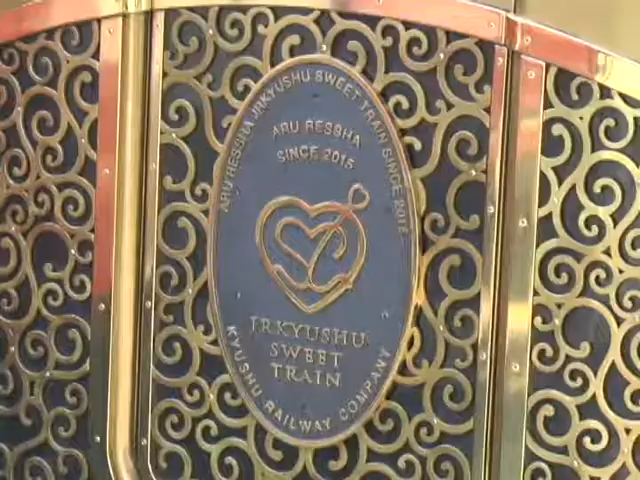 ARU RESSHA JRKYUSHU SWEET TRAIN SINCE 2015
ARU RESSHA
SINCE 2015
JRKYUSHU
SWEET
TRAIN
KYUSHU RAILWAY COMPANY